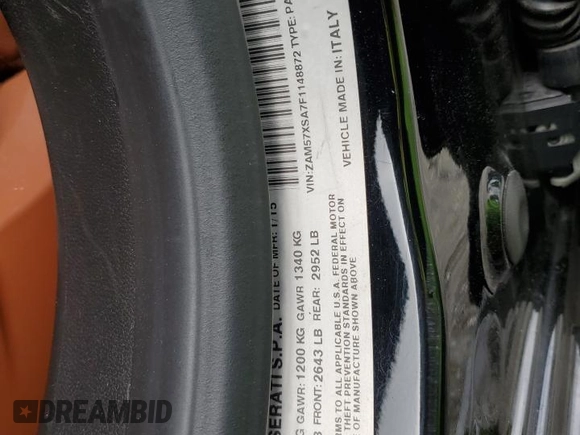 SERATI S.P.A. DATE OF MFR: 1/15
G GAWR: 1200 KG GAWR 1340 KG
FRONT:2643 LB REAR: 2952 LB
RMS TO ALL APPLICABLE U.S.A. FEDERAL MOTOR
THEFT PREVENTION STANDARDS IN EFFECT ON
OF MANUFACTURE SHOWN ABOVE
VIN:ZAM57XSA7F1148872 TYPE: PA
VEHICLE MADE IN: ITALY
DREAMBID